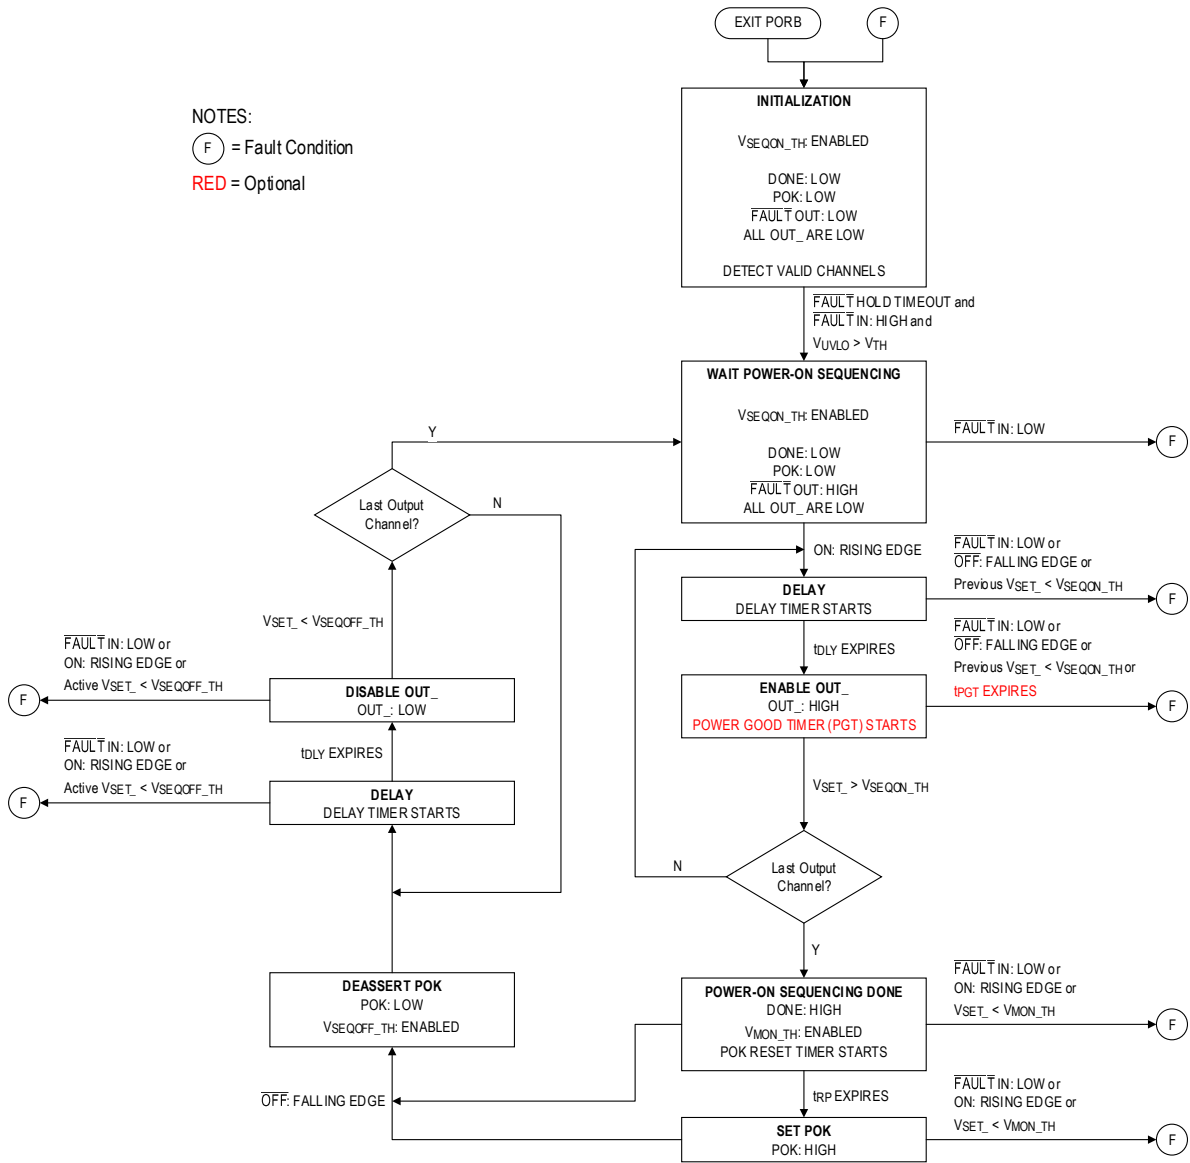 EXIT PORB
F
NOTES:
F = Fault Condition
RED = Optional
INITIALIZATION
VSEQON_TH: ENABLED
DONE: LOW
POK: LOW
FAULT OUT: LOW
ALL OUT_ ARE LOW
DETECT VALID CHANNELS
FAULT HOLD TIMEOUT and
FAULT IN: HIGH and
VUVLO > VTH
WAIT POWER-ON SEQUENCING
VSEQON_TH: ENABLED
DONE: LOW
POK: LOW
FAULT OUT: HIGH
ALL OUT_ ARE LOW
FAULT IN: LOW
F
Y
Last Output
Channel?
N
ON: RISING EDGE
FAULT IN: LOW or
OFF: FALLING EDGE or
Previous VSET_ < VSEQON_TH
F
DELAY
DELAY TIMER STARTS
tDLY EXPIRES
FAULT IN: LOW or
OFF: FALLING EDGE or
Previous VSET_ < VSEQON_TH or
tPGT EXPIRES
F
ENABLE OUT_
OUT_: HIGH
POWER GOOD TIMER (PGT) STARTS
VSET_ < VSEQOFF_TH
FAULT IN: LOW or
ON: RISING EDGE or
Active VSET_ < VSEQOFF_TH
F
DISABLE OUT_
OUT_: LOW
tDLY EXPIRES
FAULT IN: LOW or
ON: RISING EDGE or
Active VSET_ < VSEQOFF_TH
F
DELAY
DELAY TIMER STARTS
VSET_ > VSEQON_TH
N
Last Output
Channel?
Y
DEASSERT POK
POK: LOW
VSEQOFF_TH: ENABLED
POWER-ON SEQUENCING DONE
DONE: HIGH
VMON_TH: ENABLED
POK RESET TIMER STARTS
FAULT IN: LOW or
ON: RISING EDGE or
VSET_ < VMON_TH
F
OFF: FALLING EDGE
tRP EXPIRES
FAULT IN: LOW or
ON: RISING EDGE or
VSET_ < VMON_TH
F
SET POK
POK: HIGH